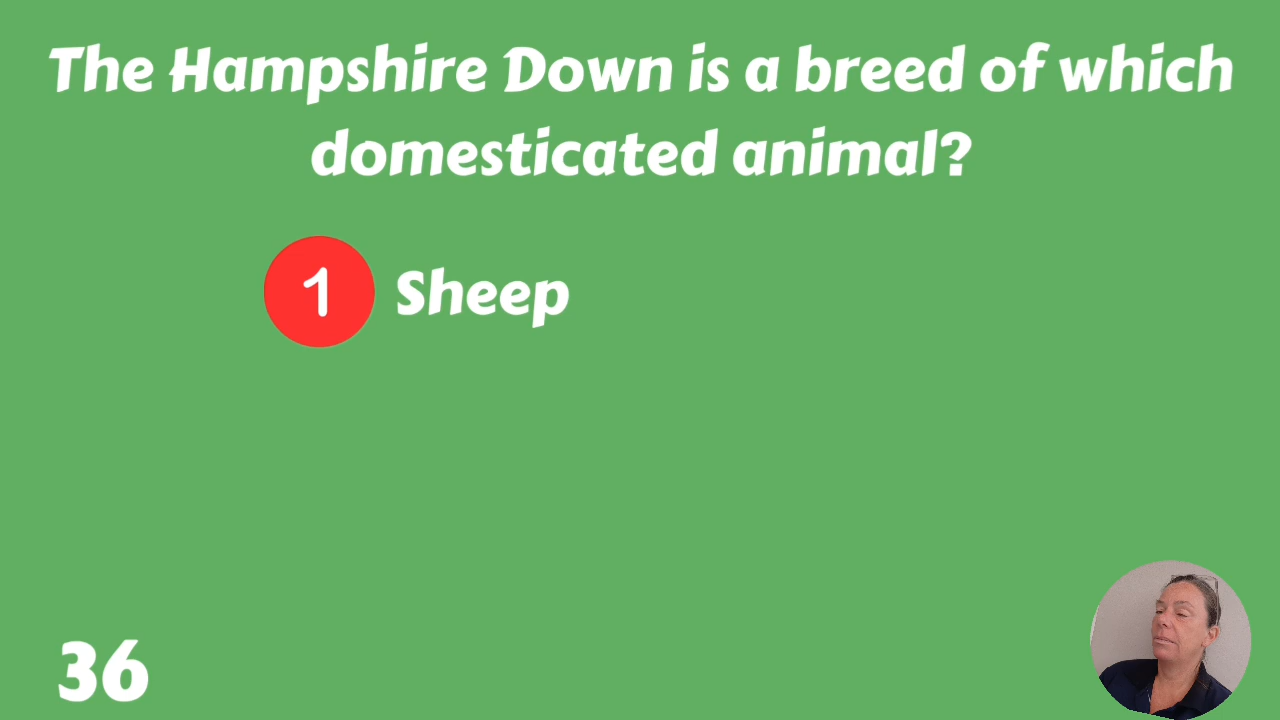 The Hampshire Down is a breed of which
domesticated animal?
1 Sheep
36